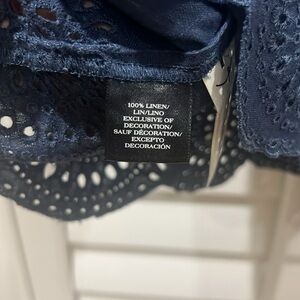 100% LINEN/
LIN/LINO
EXCLUSIVE OF
DECORATION/
SAUF DÉCORATION/
EXCEPTO
DECORACIÓN